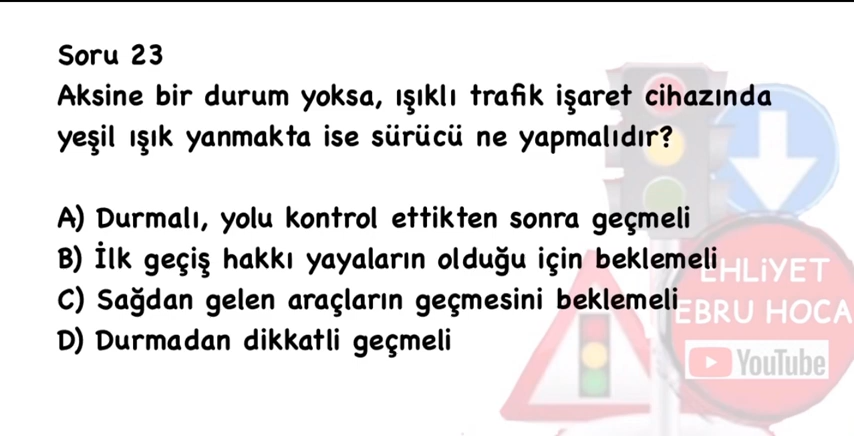 Soru 23
Aksine bir durum yoksa, ışıklı trafik işaret cihazında
yeşil ışık yanmakta ise sürücü ne yapmalıdır?
A) Durmalı, yolu kontrol ettikten sonra geçmeli
B) İlk geçiş hakkı yayaların olduğu için beklemeli
C) Sağdan gelen araçların geçmesini beklemeli
D) Durmadan dikkatli geçmeli
EHLİYET
EBRU HOCA
YouTube